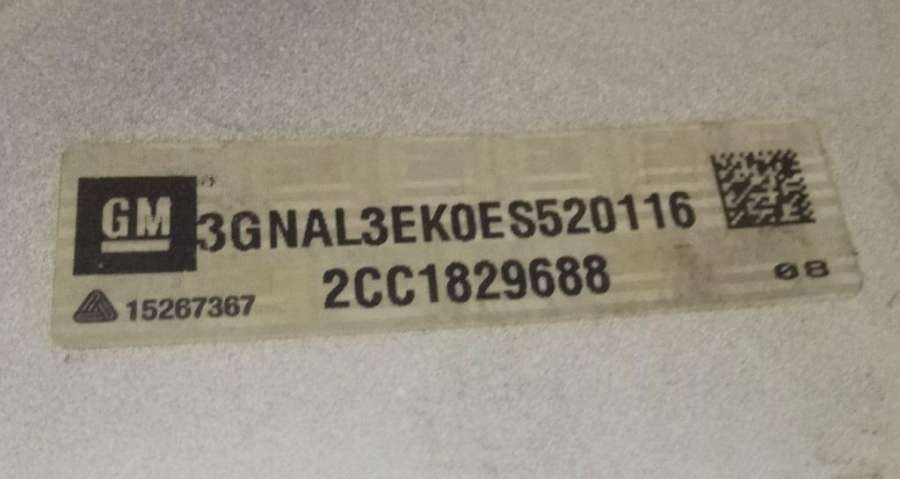 GM
3GNAL3EK0ES520116
2CC1829688
15267367
08